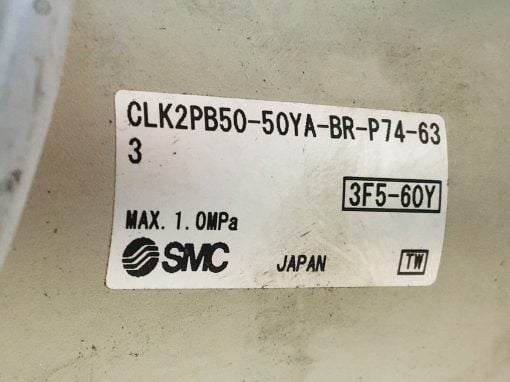 CLK2PB50-50YA-BR-P74-63
3
3F5-60Y
MAX. 1.0MPa
SMC JAPAN TW